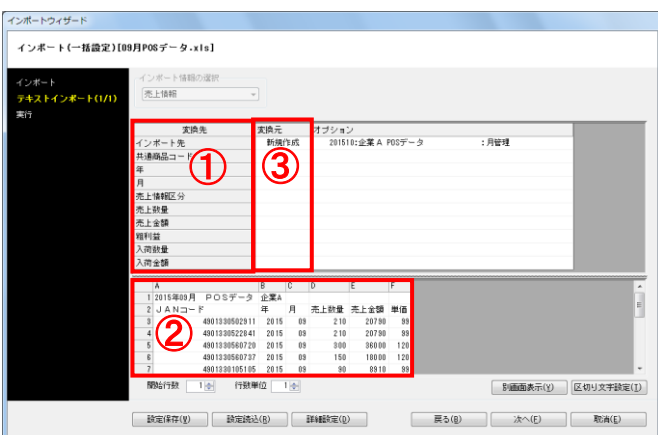 インポートウィザード
インポート(一括設定)[09月POSデータ.xls]
インポート
テキストインポート(1/1)
実行
インポート情報の選択
売上情報
変換先 変換元 オプション
インポート先 新規作成 201510:企業A POSデータ :月管理
共通商品コード
年
月
売上情報区分
売上数量
売上金額
粗利益
入荷数量
入荷金額
① ③
A B C D E F
1 2015年09月 POSデータ 企業A
2 JANコード 年 月 売上数量 売上金額 単価
3 4901330502911 2015 09 210 20790 99
4 4901330522841 2015 09 210 20790 99
5 4901330560720 2015 09 300 36000 120
6 4901330560737 2015 09 150 18000 120
7 4901330105105 2015 09 90 8910 99
②
開始行数 1 行数単位 1 別画面表示(Y) 区切り文字設定(T)
設定保存(W) 設定読込(R) 詳細設定(D) 戻る(B) 次へ(F) 取消(E)